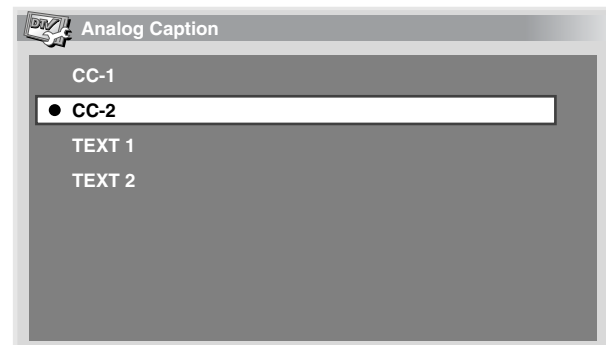 DTV
Analog Caption
CC-1
CC-2
TEXT 1
TEXT 2